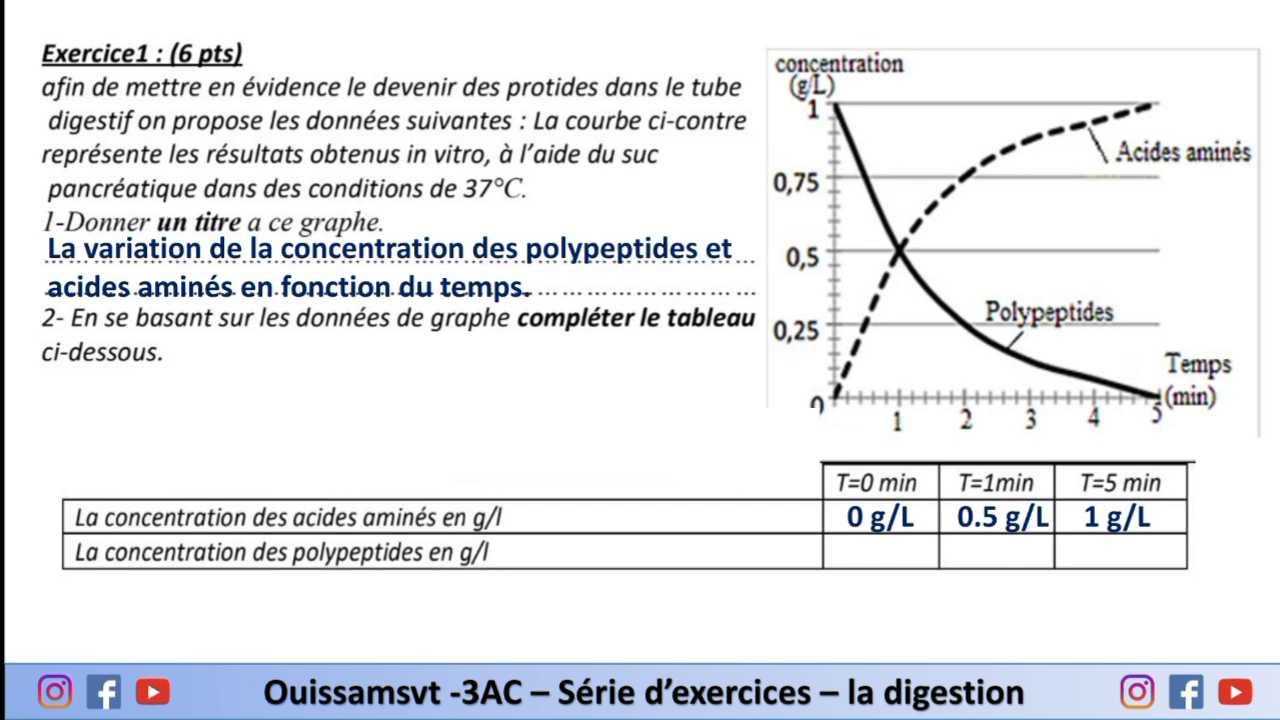 Exercice1 : (6 pts)
afin de mettre en évidence le devenir des protides dans le tube
digestif on propose les données suivantes : La courbe ci-contre
représente les résultats obtenus in vitro, à l’aide du suc
pancréatique dans des conditions de 37°C.
1-Donner un titre a ce graphe.
La variation de la concentration des polypeptides et
acides aminés en fonction du temps.
2- En se basant sur les données de graphe compléter le tableau
ci-dessous.
concentration
(g/L)
1
Acides aminés
0,75
0,5
Polypeptides
0,25
Temps
(min)
0
1 2 3 4 5
T=0 min T=1min T=5 min
La concentration des acides aminés en g/l 0 g/L 0.5 g/L 1 g/L
La concentration des polypeptides en g/l
Ouissamsvt -3AC – Série d’exercices – la digestion